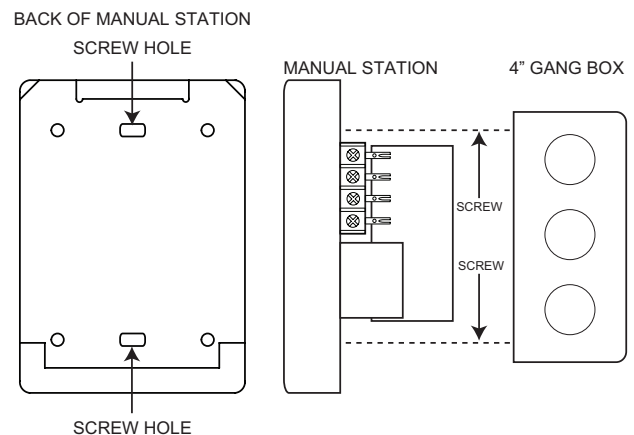 BACK OF MANUAL STATION
SCREW HOLE
MANUAL STATION
4” GANG BOX
SCREW
SCREW
SCREW HOLE